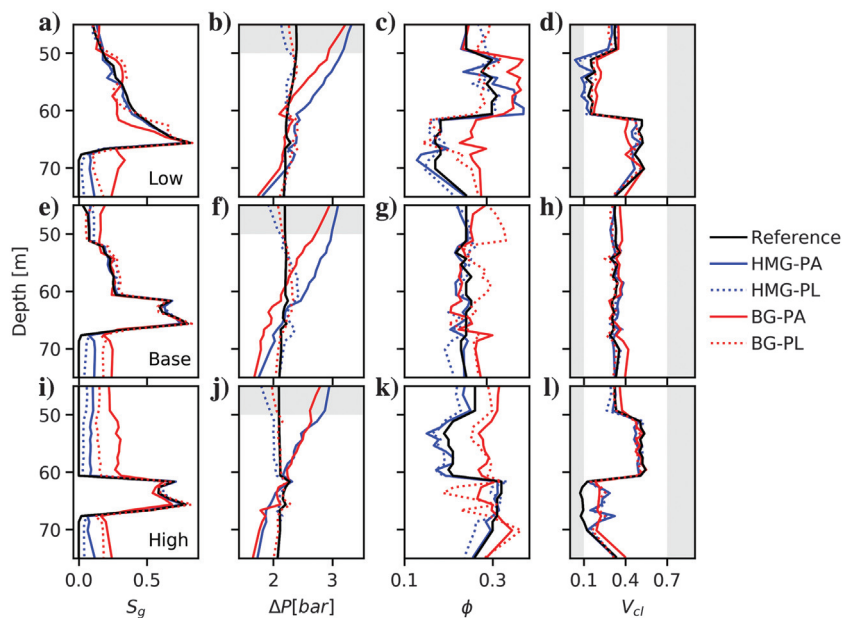 a) b) c) d)
50
60
70
Low
e) f) g) h)
50
60
70
Base
Depth [m]
i) j) k) l)
50
60
70
High
0.0 0.5 2 3 0.1 0.3 0.1 0.4 0.7
S_g ΔP[bar] ϕ V_cl
Reference
HMG-PA
HMG-PL
BG-PA
BG-PL